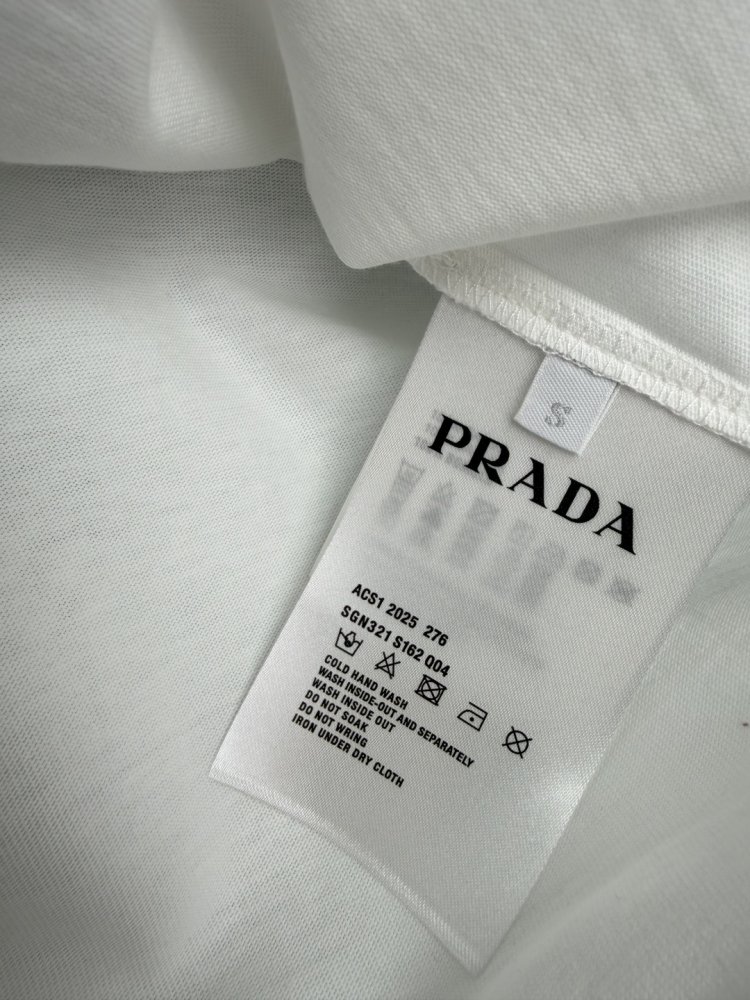 S
PRADA
ACS1 2025 276
SGN321 S162 004
COLD HAND WASH
WASH INSIDE-OUT AND SEPARATELY
WASH INSIDE OUT
DO NOT SOAK
DO NOT WRING
IRON UNDER DRY CLOTH